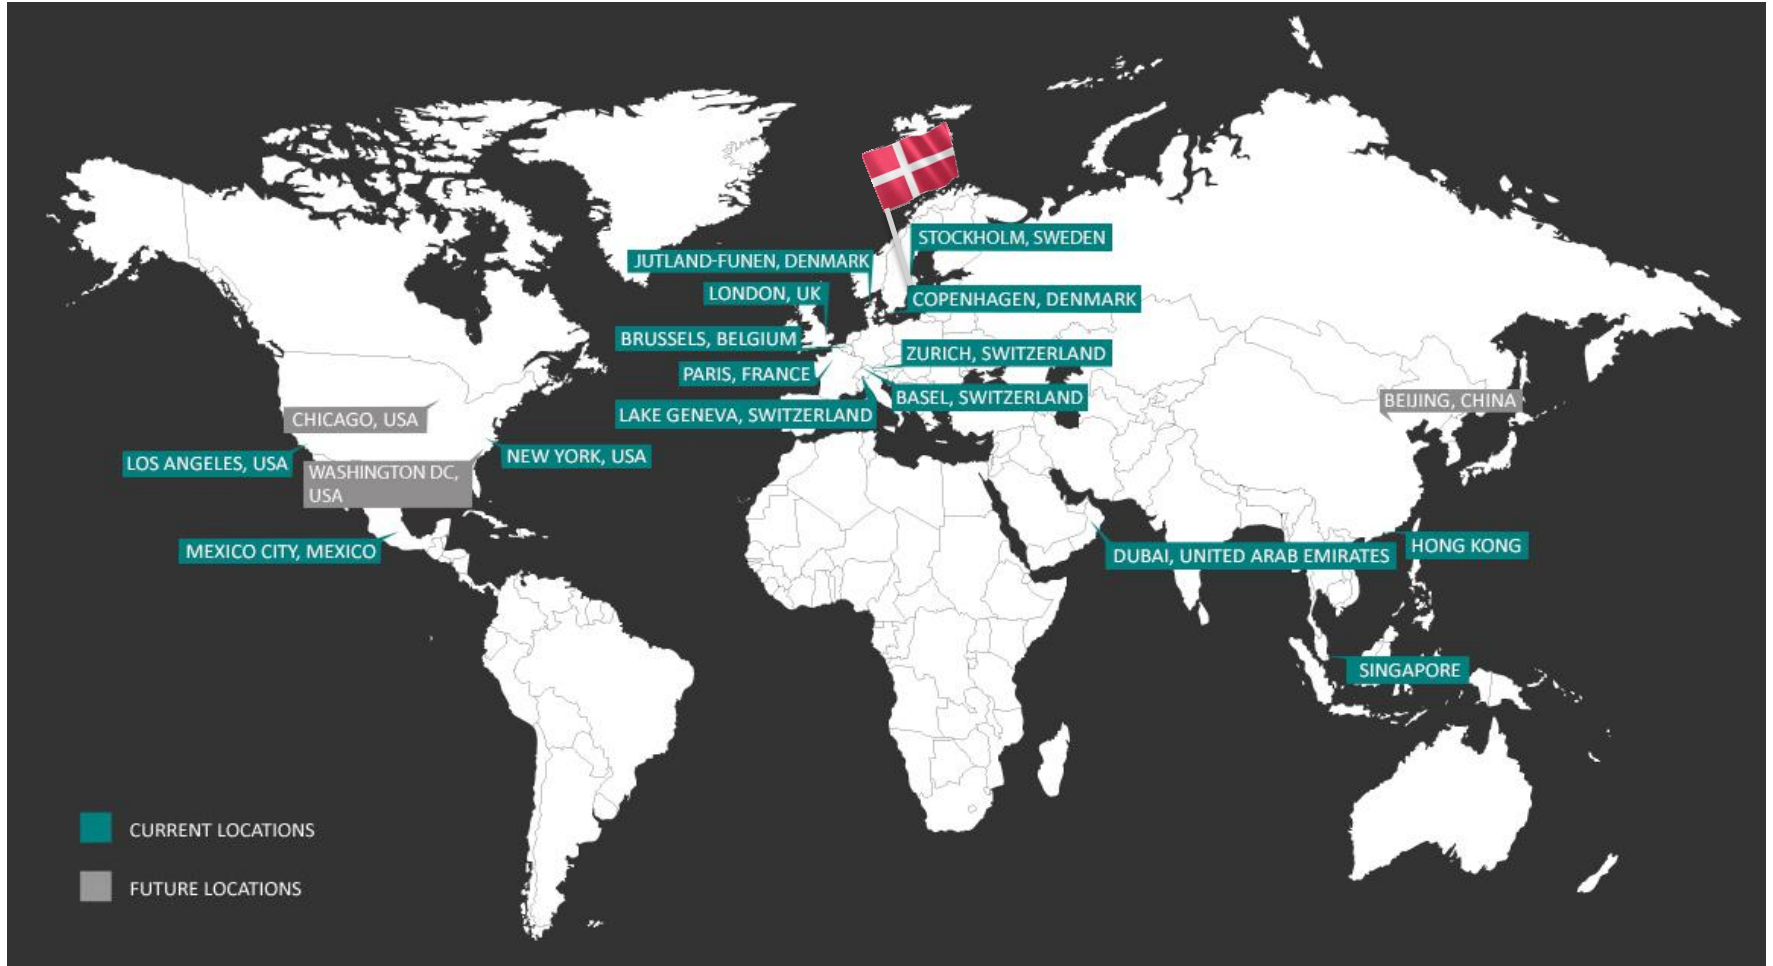 STOCKHOLM, SWEDEN
JUTLAND-FUNEN, DENMARK
LONDON, UK
COPENHAGEN, DENMARK
BRUSSELS, BELGIUM
ZURICH, SWITZERLAND
PARIS, FRANCE
BASEL, SWITZERLAND
LAKE GENEVA, SWITZERLAND
BEIJING, CHINA
CHICAGO, USA
LOS ANGELES, USA
NEW YORK, USA
WASHINGTON DC,
USA
MEXICO CITY, MEXICO
DUBAI, UNITED ARAB EMIRATES
HONG KONG
SINGAPORE
CURRENT LOCATIONS
FUTURE LOCATIONS